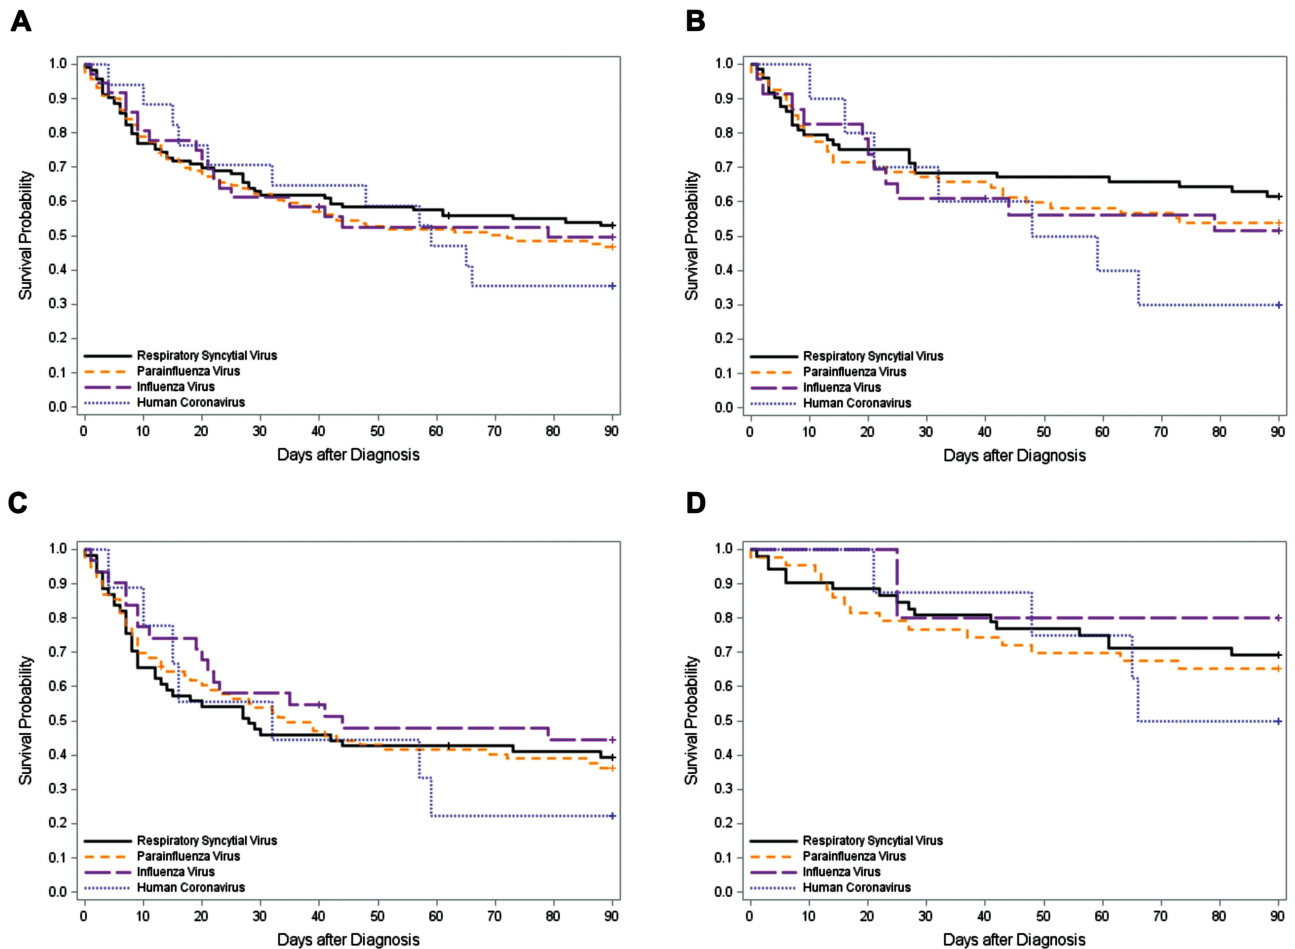 A
1.0
0.9
0.8
0.7
0.6
0.5
0.4
0.3
0.2
0.1
0.0
Survival Probability
Respiratory Syncytial Virus
Parainfluenza Virus
Influenza Virus
Human Coronavirus
0 10 20 30 40 50 60 70 80 90
Days after Diagnosis
B
1.0
0.9
0.8
0.7
0.6
0.5
0.4
0.3
0.2
0.1
0.0
Survival Probability
Respiratory Syncytial Virus
Parainfluenza Virus
Influenza Virus
Human Coronavirus
0 10 20 30 40 50 60 70 80 90
Days after Diagnosis
C
1.0
0.9
0.8
0.7
0.6
0.5
0.4
0.3
0.2
0.1
0.0
Survival Probability
Respiratory Syncytial Virus
Parainfluenza Virus
Influenza Virus
Human Coronavirus
0 10 20 30 40 50 60 70 80 90
Days after Diagnosis
D
1.0
0.9
0.8
0.7
0.6
0.5
0.4
0.3
0.2
0.1
0.0
Survival Probability
Respiratory Syncytial Virus
Parainfluenza Virus
Influenza Virus
Human Coronavirus
0 10 20 30 40 50 60 70 80 90
Days after Diagnosis